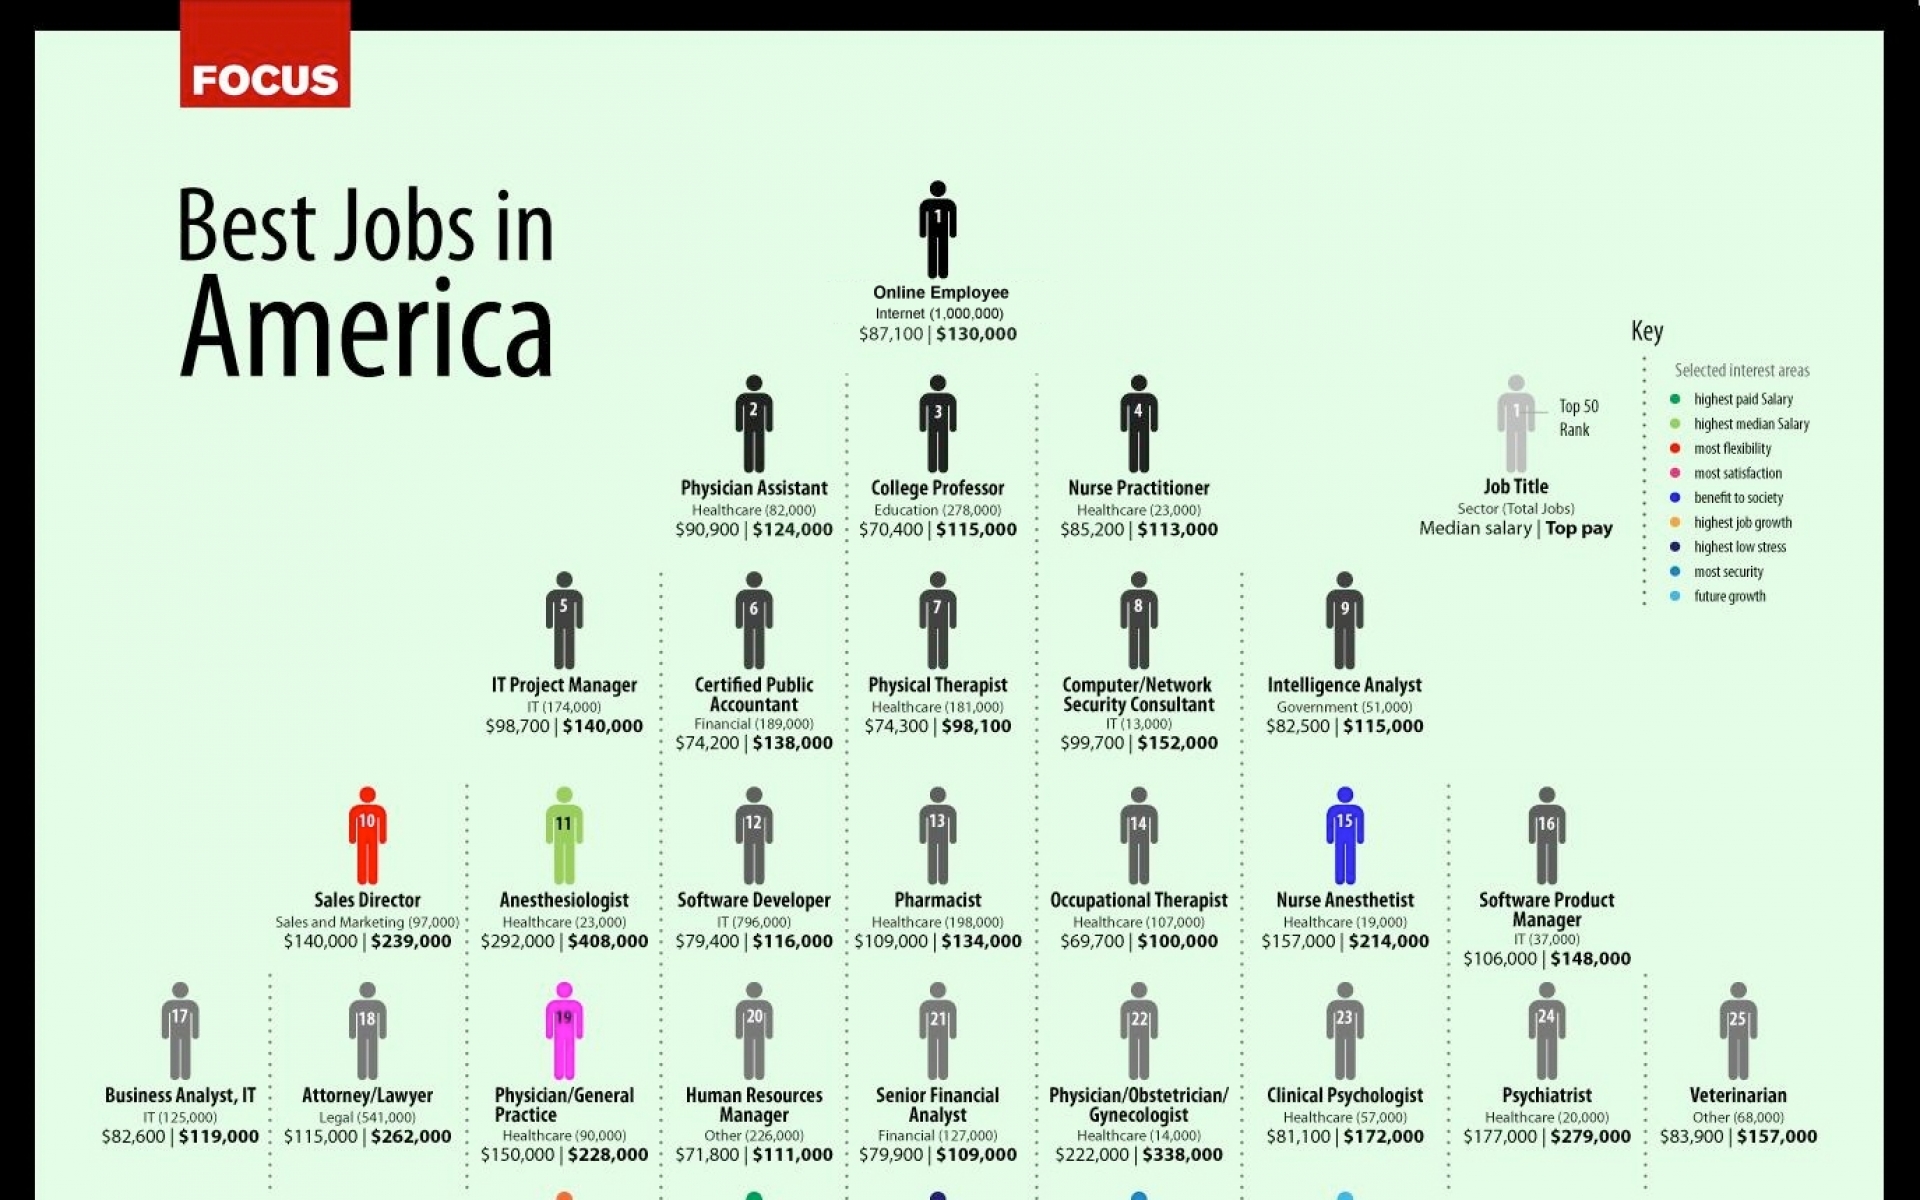 FOCUS
Best Jobs in
America
1
Online Employee
Internet (1,000,000)
$87,100 | $130,000
Key
Selected interest areas
highest paid Salary
highest median Salary
most flexibility
most satisfaction
benefit to society
highest job growth
highest low stress
most security
future growth
1
Top 50
Rank
Job Title
Sector (Total Jobs)
Median salary | Top pay
2
Physician Assistant
Healthcare (82,000)
$90,900 | $124,000
3
College Professor
Education (278,000)
$70,400 | $115,000
4
Nurse Practitioner
Healthcare (23,000)
$85,200 | $113,000
5
IT Project Manager
IT (174,000)
$98,700 | $140,000
6
Certified Public
Accountant
Financial (189,000)
$74,200 | $138,000
7
Physical Therapist
Healthcare (181,000)
$74,300 | $98,100
8
Computer/Network
Security Consultant
IT (13,000)
$99,700 | $152,000
9
Intelligence Analyst
Government (51,000)
$82,500 | $115,000
10
Sales Director
Sales and Marketing (97,000)
$140,000 | $239,000
11
Anesthesiologist
Healthcare (23,000)
$292,000 | $408,000
12
Software Developer
IT (796,000)
$79,400 | $116,000
13
Pharmacist
Healthcare (198,000)
$109,000 | $134,000
14
Occupational Therapist
Healthcare (107,000)
$69,700 | $100,000
15
Nurse Anesthetist
Healthcare (19,000)
$157,000 | $214,000
16
Software Product
Manager
IT (37,000)
$106,000 | $148,000
17
Business Analyst, IT
IT (125,000)
$82,600 | $119,000
18
Attorney/Lawyer
Legal (541,000)
$115,000 | $262,000
19
Physician/General
Practice
Healthcare (90,000)
$150,000 | $228,000
20
Human Resources
Manager
Other (226,000)
$71,800 | $111,000
21
Senior Financial
Analyst
Financial (127,000)
$79,900 | $109,000
22
Physician/Obstetrician/
Gynecologist
Healthcare (14,000)
$222,000 | $338,000
23
Clinical Psychologist
Healthcare (57,000)
$81,100 | $172,000
24
Psychiatrist
Healthcare (20,000)
$177,000 | $279,000
25
Veterinarian
Other (68,000)
$83,900 | $157,000